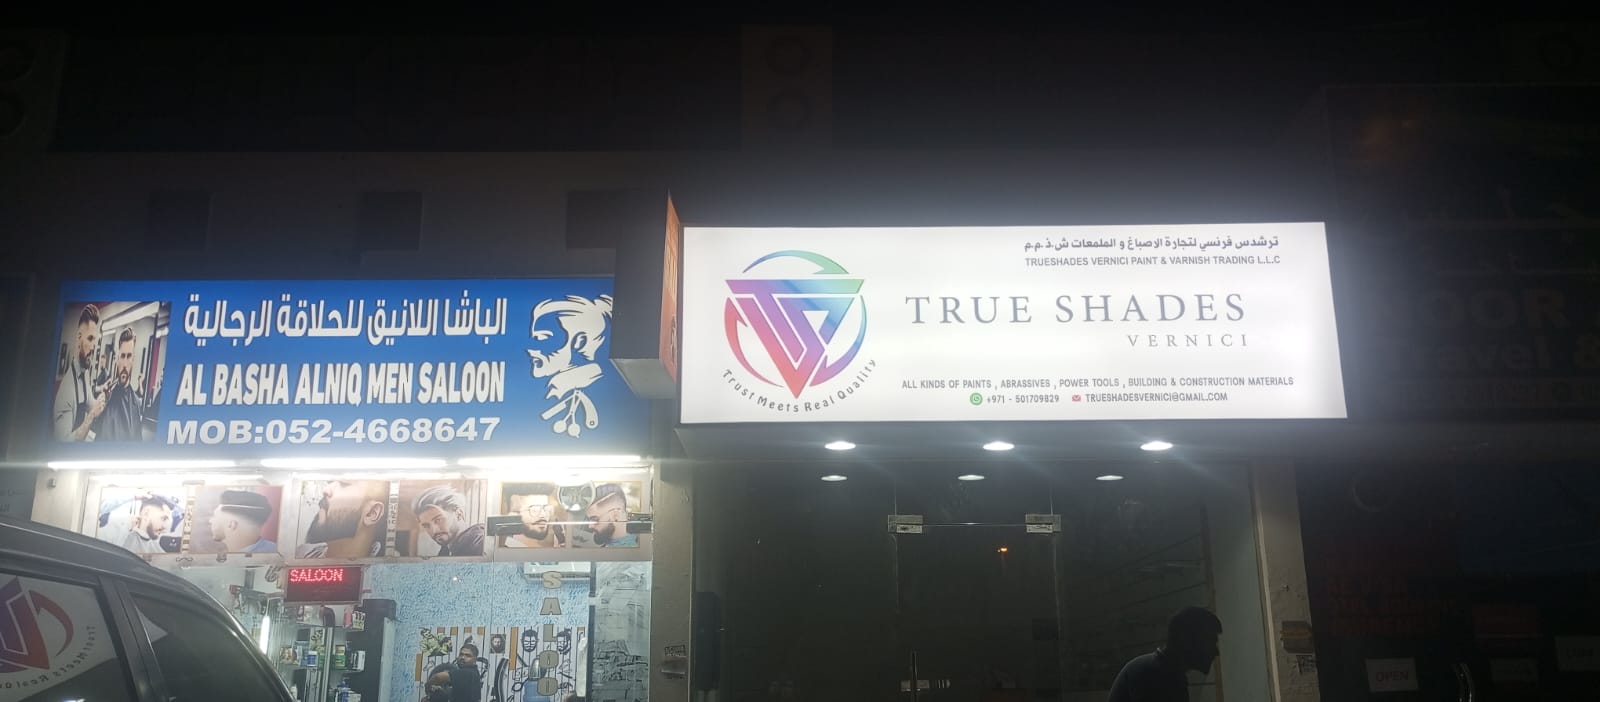 الباشا اللانيق للحلاقة الرجالية
AL BASHA ALNIQ MEN SALOON
MOB:052-4668647
SALOON
SALOO
ترشدس فرنسي لتجارة الاصباغ و الملمعات ش.ذ.م.م
TRUESHADES VERNICI PAINT & VARNISH TRADING L.L.C
TRUE SHADES
VERNICI
Trust Meets Real Quality
ALL KINDS OF PAINTS , ABRASSIVES , POWER TOOLS , BUILDING & CONSTRUCTION MATERIALS
+971 - 501709829 TRUESHADESVERNICI@GMAIL.COM
OPEN